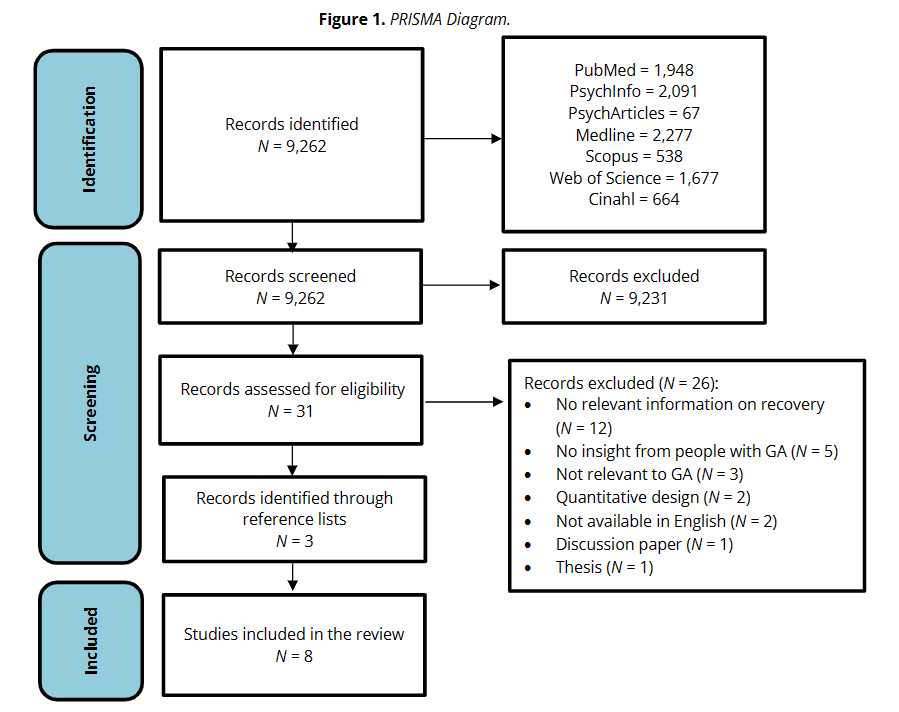 Figure 1. PRISMA Diagram.
Identification
Records identified
N = 9,262
PubMed = 1,948
PsychInfo = 2,091
PsychArticles = 67
Medline = 2,277
Scopus = 538
Web of Science = 1,677
Cinahl = 664
Screening
Records screened
N = 9,262
Records excluded
N = 9,231
Records assessed for eligibility
N = 31
Records excluded (N = 26):
• No relevant information on recovery
(N = 12)
• No insight from people with GA (N = 5)
• Not relevant to GA (N = 3)
• Quantitative design (N = 2)
• Not available in English (N = 2)
• Discussion paper (N = 1)
• Thesis (N = 1)
Records identified through
reference lists
N = 3
Included
Studies included in the review
N = 8